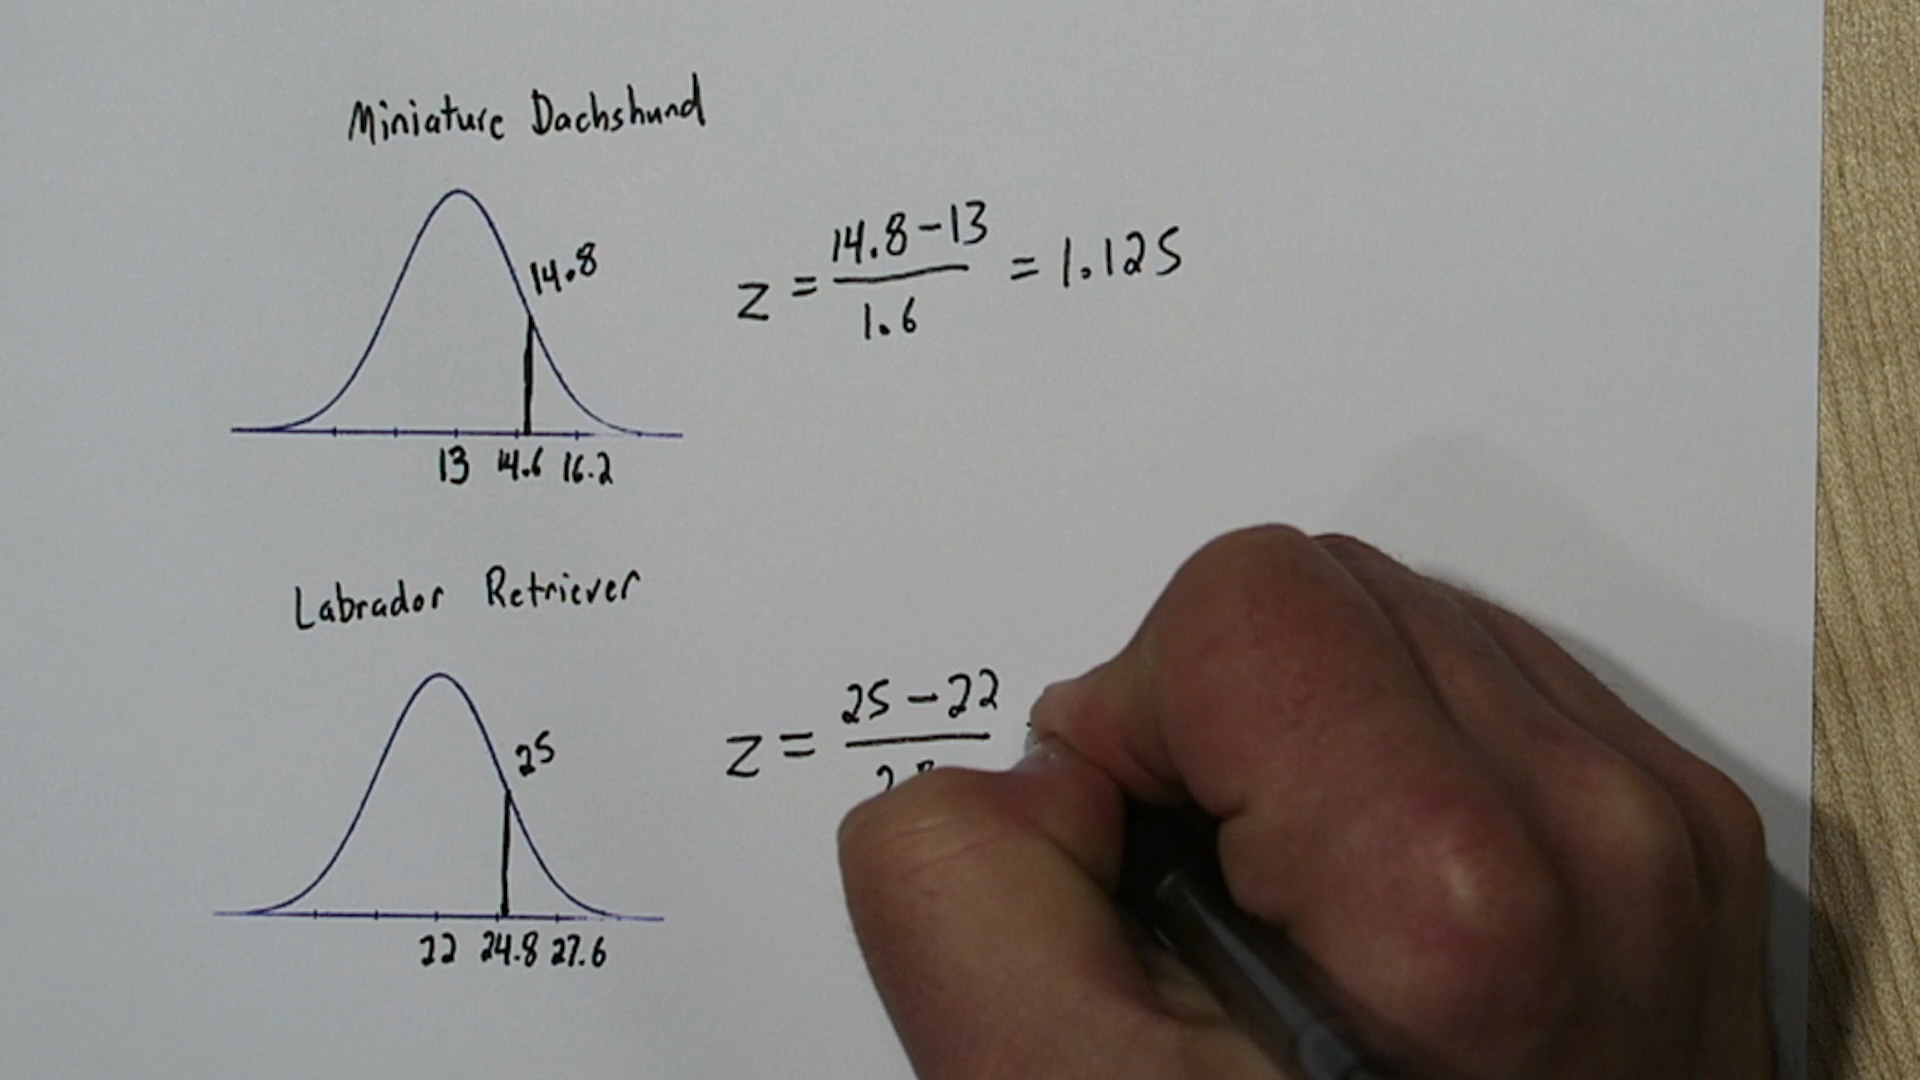 Miniature Dachshund
14.8
z = 14.8 - 13 / 1.6 = 1.125
13 14.6 16.2
Labrador Retriever
25
z = 25 - 22
22 24.8 27.6